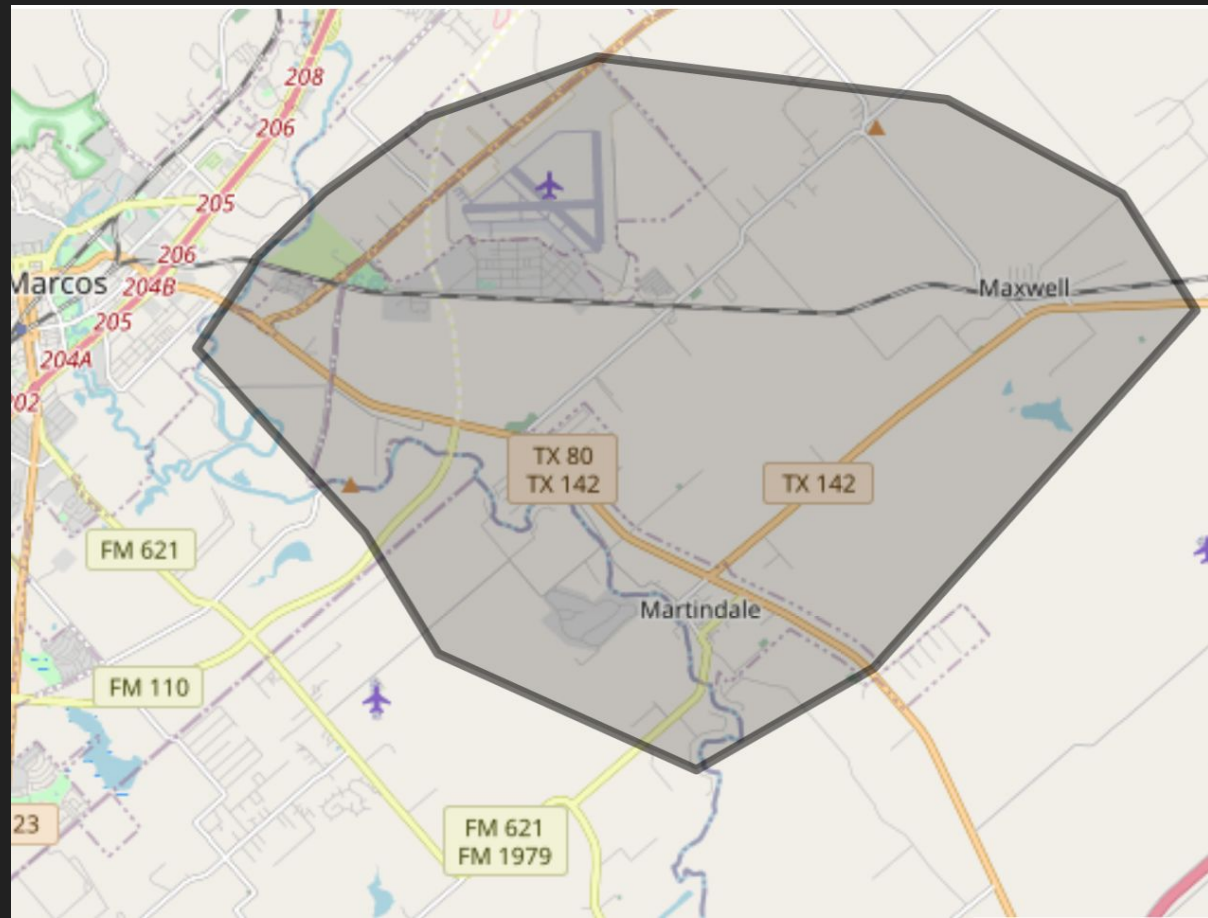 208
206
205
206
Marcos
204B
205
204A
02
Maxwell
TX 80
TX 142
TX 142
FM 621
Martindale
FM 110
23
FM 621
FM 1979